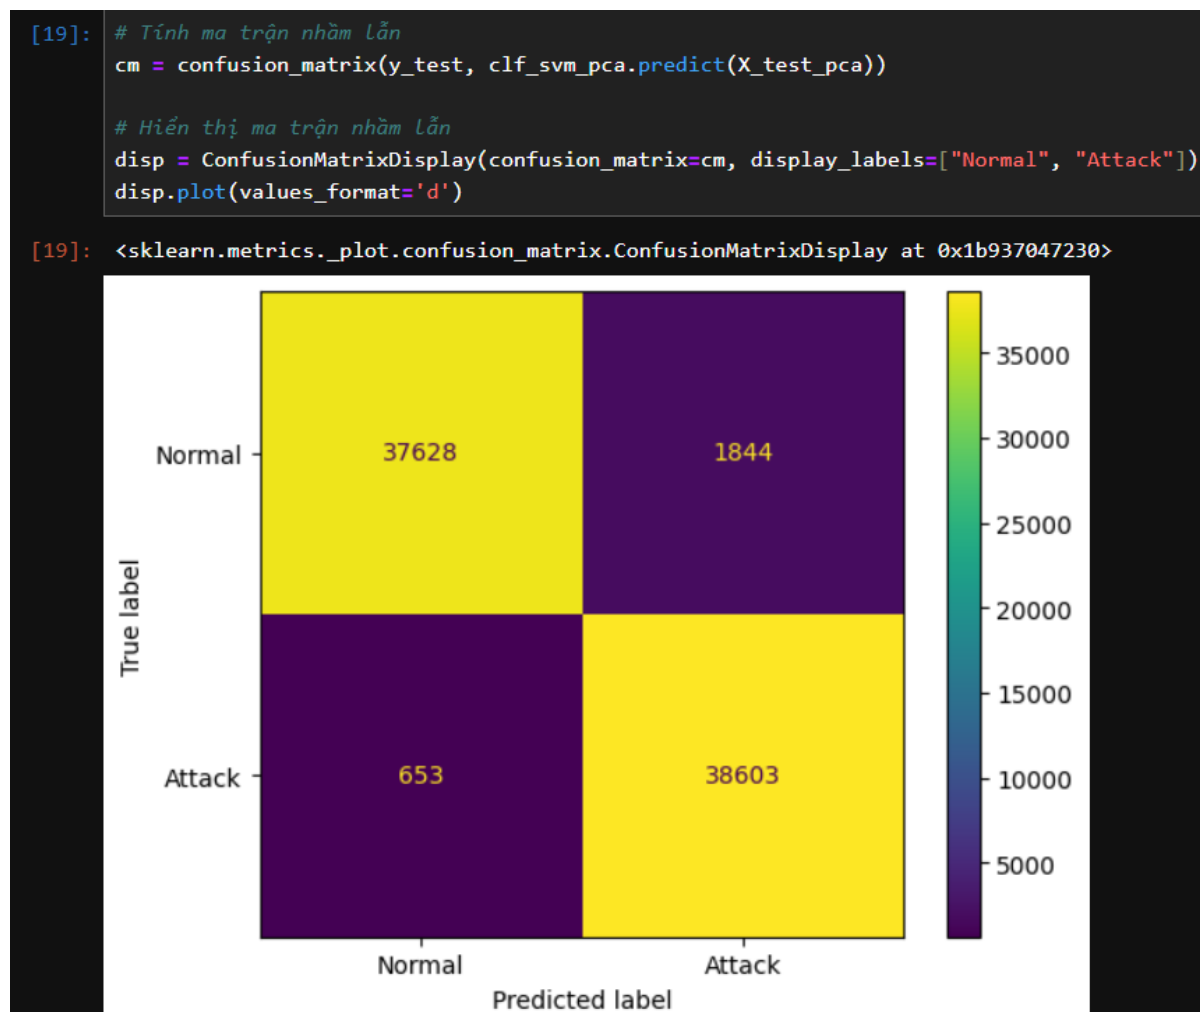 [19]: # Tính ma trận nhầm lẫn
cm = confusion_matrix(y_test, clf_svm_pca.predict(X_test_pca))
# Hiển thị ma trận nhầm lẫn
disp = ConfusionMatrixDisplay(confusion_matrix=cm, display_labels=["Normal", "Attack"])
disp.plot(values_format='d')
[19]: <sklearn.metrics._plot.confusion_matrix.ConfusionMatrixDisplay at 0x1b937047230>
35000
Normal 37628 1844
30000
25000
True label
20000
15000
Attack 653 38603
10000
5000
Normal Attack
Predicted label